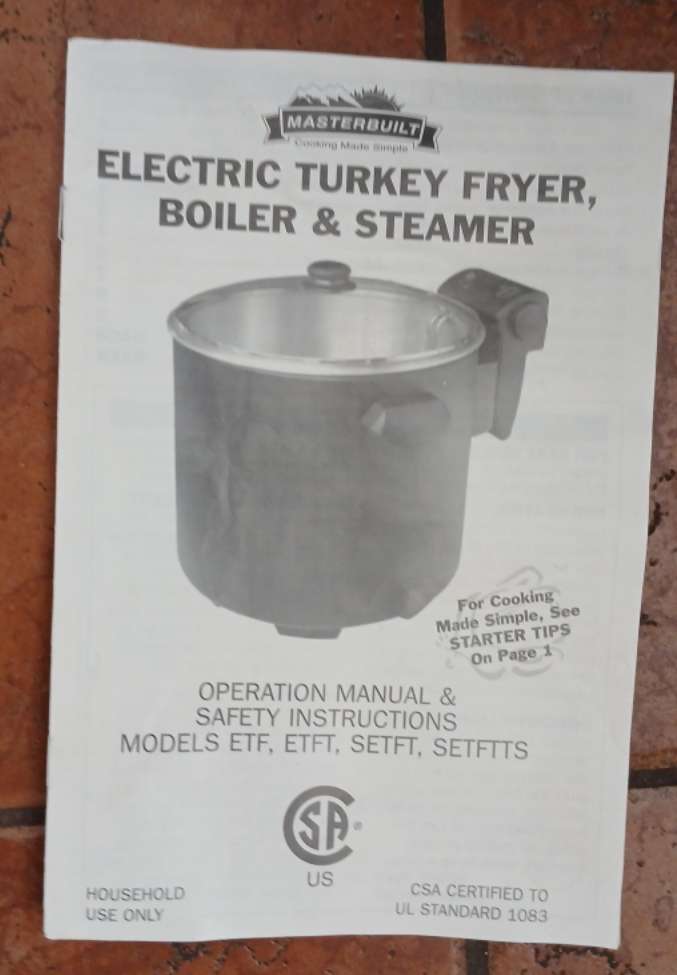 MASTERBUILT
Cooking Made Simple
ELECTRIC TURKEY FRYER,
BOILER & STEAMER
For Cooking
Made Simple, See
STARTER TIPS
On Page 1
OPERATION MANUAL &
SAFETY INSTRUCTIONS
MODELS ETF, ETFT, SETFT, SETFTTS
CSA
®
US
HOUSEHOLD
USE ONLY
CSA CERTIFIED TO
UL STANDARD 1083